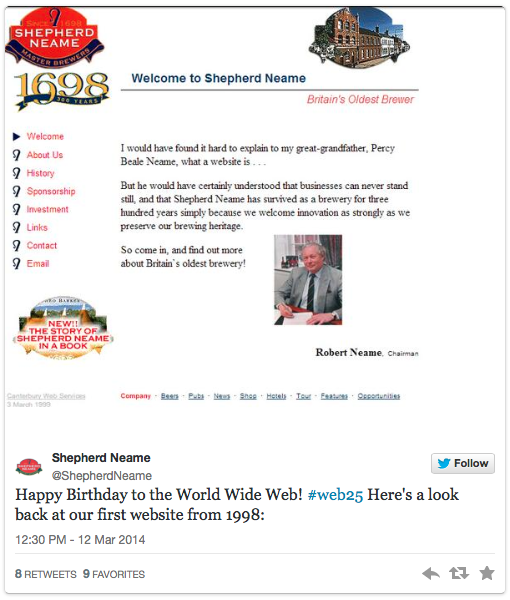 SINCE 1698
SHEPHERD
NEAME
MASTER BREWERS
1698
300 YEARS
Welcome to Shepherd Neame
Britain's Oldest Brewer
Welcome
About Us
History
Sponsorship
Investment
Links
Contact
Email
I would have found it hard to explain to my great-grandfather, Percy
Beale Neame, what a website is . . .
But he would have certainly understood that businesses can never stand
still, and that Shepherd Neame has survived as a brewery for three
hundred years simply because we welcome innovation as strongly as we
preserve our brewing heritage.
So come in, and find out more
about Britain`s oldest brewery!
NEW!!
THE STORY OF
SHEPHERD NEAME
IN A BOOK
Robert Neame, Chairman
Canterbury Web Services
3 March 1999
Company · Beers · Pubs · News · Shop · Hotels · Tour · Features · Opportunities
Shepherd Neame
@ShepherdNeame
Follow
Happy Birthday to the World Wide Web! #web25 Here's a look
back at our first website from 1998:
12:30 PM - 12 Mar 2014
8 RETWEETS 9 FAVORITES